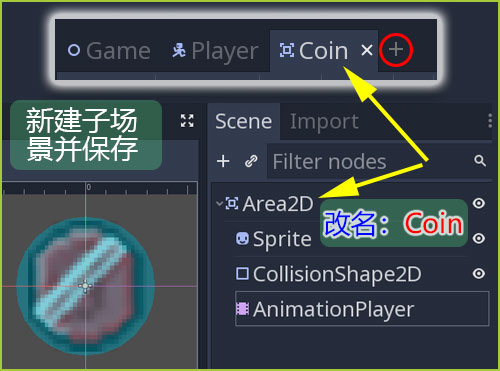 Game Player Coin
新建子场
景并保存
Scene Import
Filter nodes
0
Area2D
改名：Coin
Sprite
CollisionShape2D
AnimationPlayer